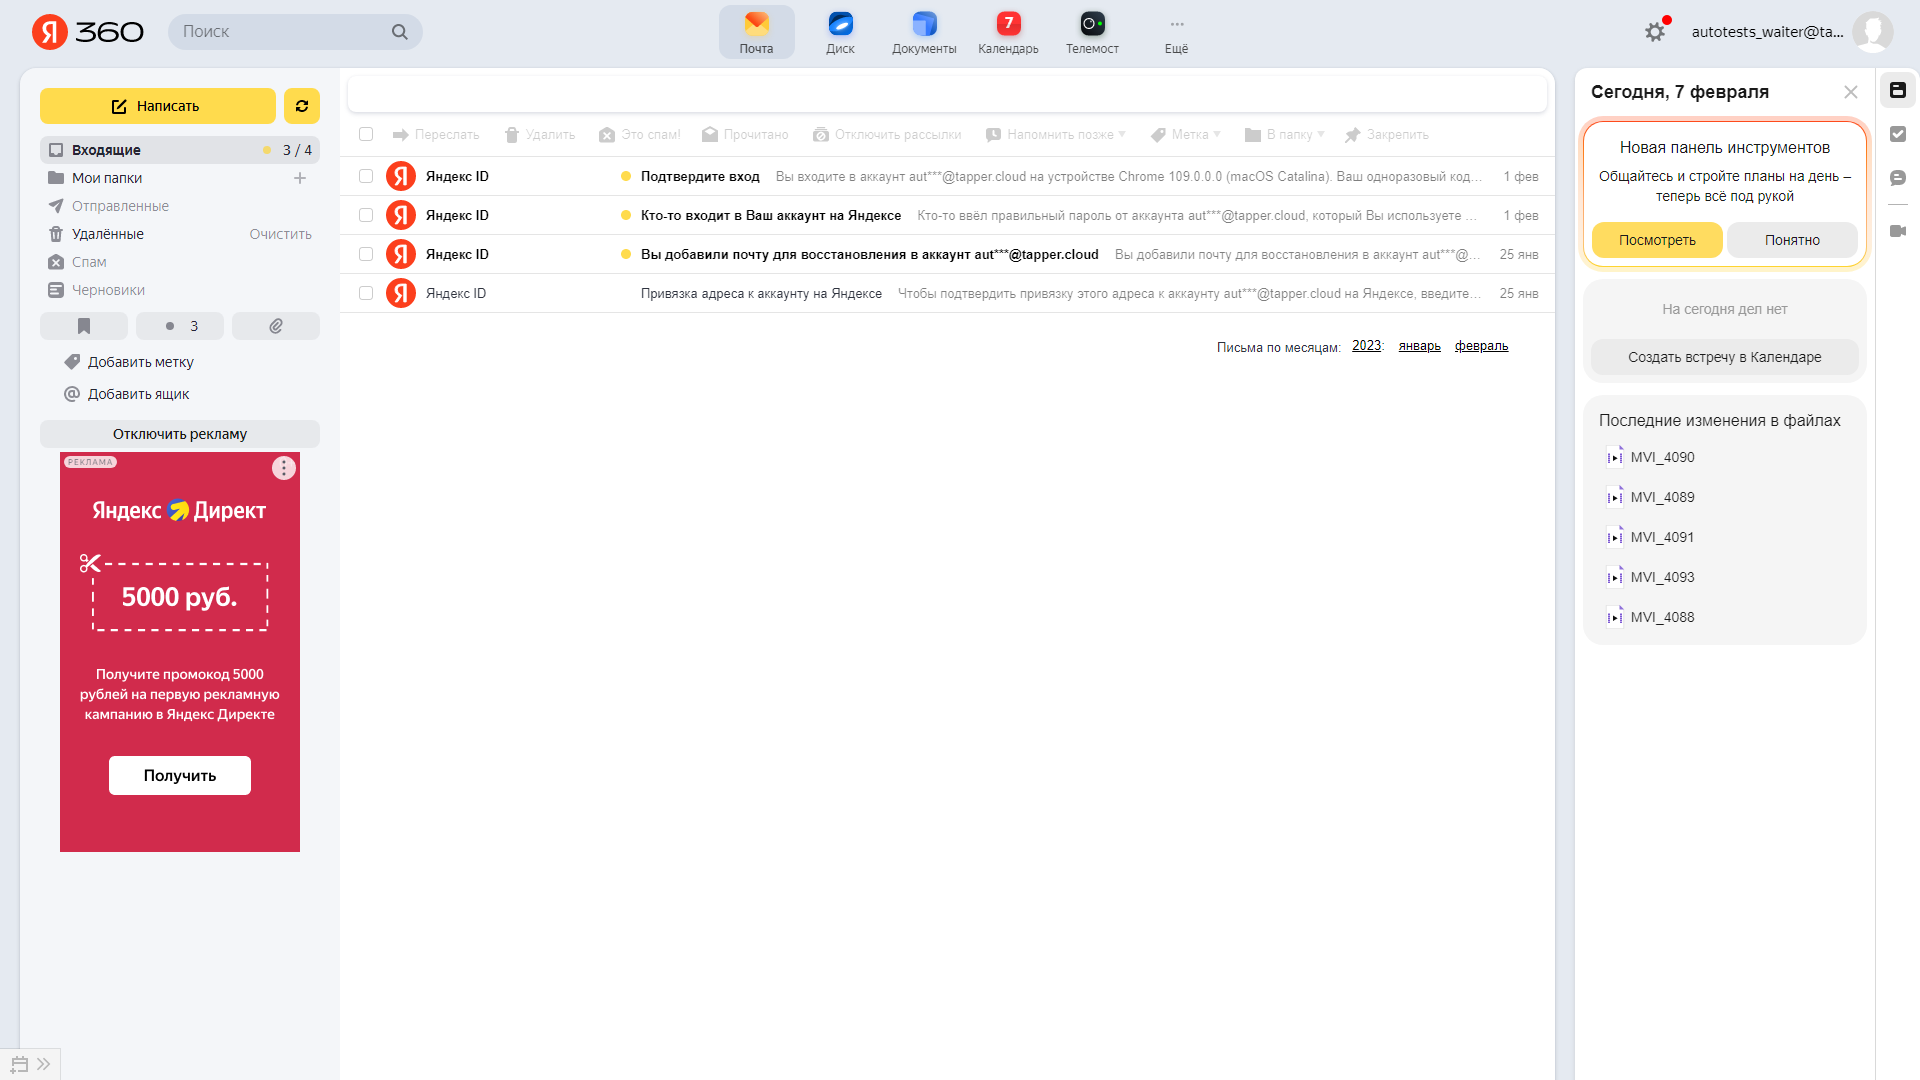 Я 360
Поиск
Почта
Диск
Документы
7
Календарь
Телемост
Ещё
autotests_waiter@ta...
Написать
Входящие 3 / 4
Мои папки
Отправленные
Удалённые Очистить
Спам
Черновики
3
Добавить метку
Добавить ящик
Отключить рекламу
РЕКЛАМА
Яндекс Директ
5000 руб.
Получите промокод 5000
рублей на первую рекламную
кампанию в Яндекс Директе
Получить
Переслать Удалить Это спам! Прочитано Отключить рассылки Напомнить позже Метка В папку Закрепить
Я Яндекс ID Подтвердите вход Вы входите в аккаунт aut***@tapper.cloud на устройстве Chrome 109.0.0.0 (macOS Catalina). Ваш одноразовый код... 1 фев
Я Яндекс ID Кто-то входит в Ваш аккаунт на Яндексе Кто-то ввёл правильный пароль от аккаунта aut***@tapper.cloud, который Вы используете ... 1 фев
Я Яндекс ID Вы добавили почту для восстановления в аккаунт aut***@tapper.cloud Вы добавили почту для восстановления в аккаунт aut***@... 25 янв
Я Яндекс ID Привязка адреса к аккаунту на Яндексе Чтобы подтвердить привязку этого адреса к аккаунту aut***@tapper.cloud на Яндексе, введите... 25 янв
Письма по месяцам: 2023: январь февраль
Сегодня, 7 февраля
Новая панель инструментов
Общайтесь и стройте планы на день –
теперь всё под рукой
Посмотреть Понятно
На сегодня дел нет
Создать встречу в Календаре
Последние изменения в файлах
MVI_4090
MVI_4089
MVI_4091
MVI_4093
MVI_4088